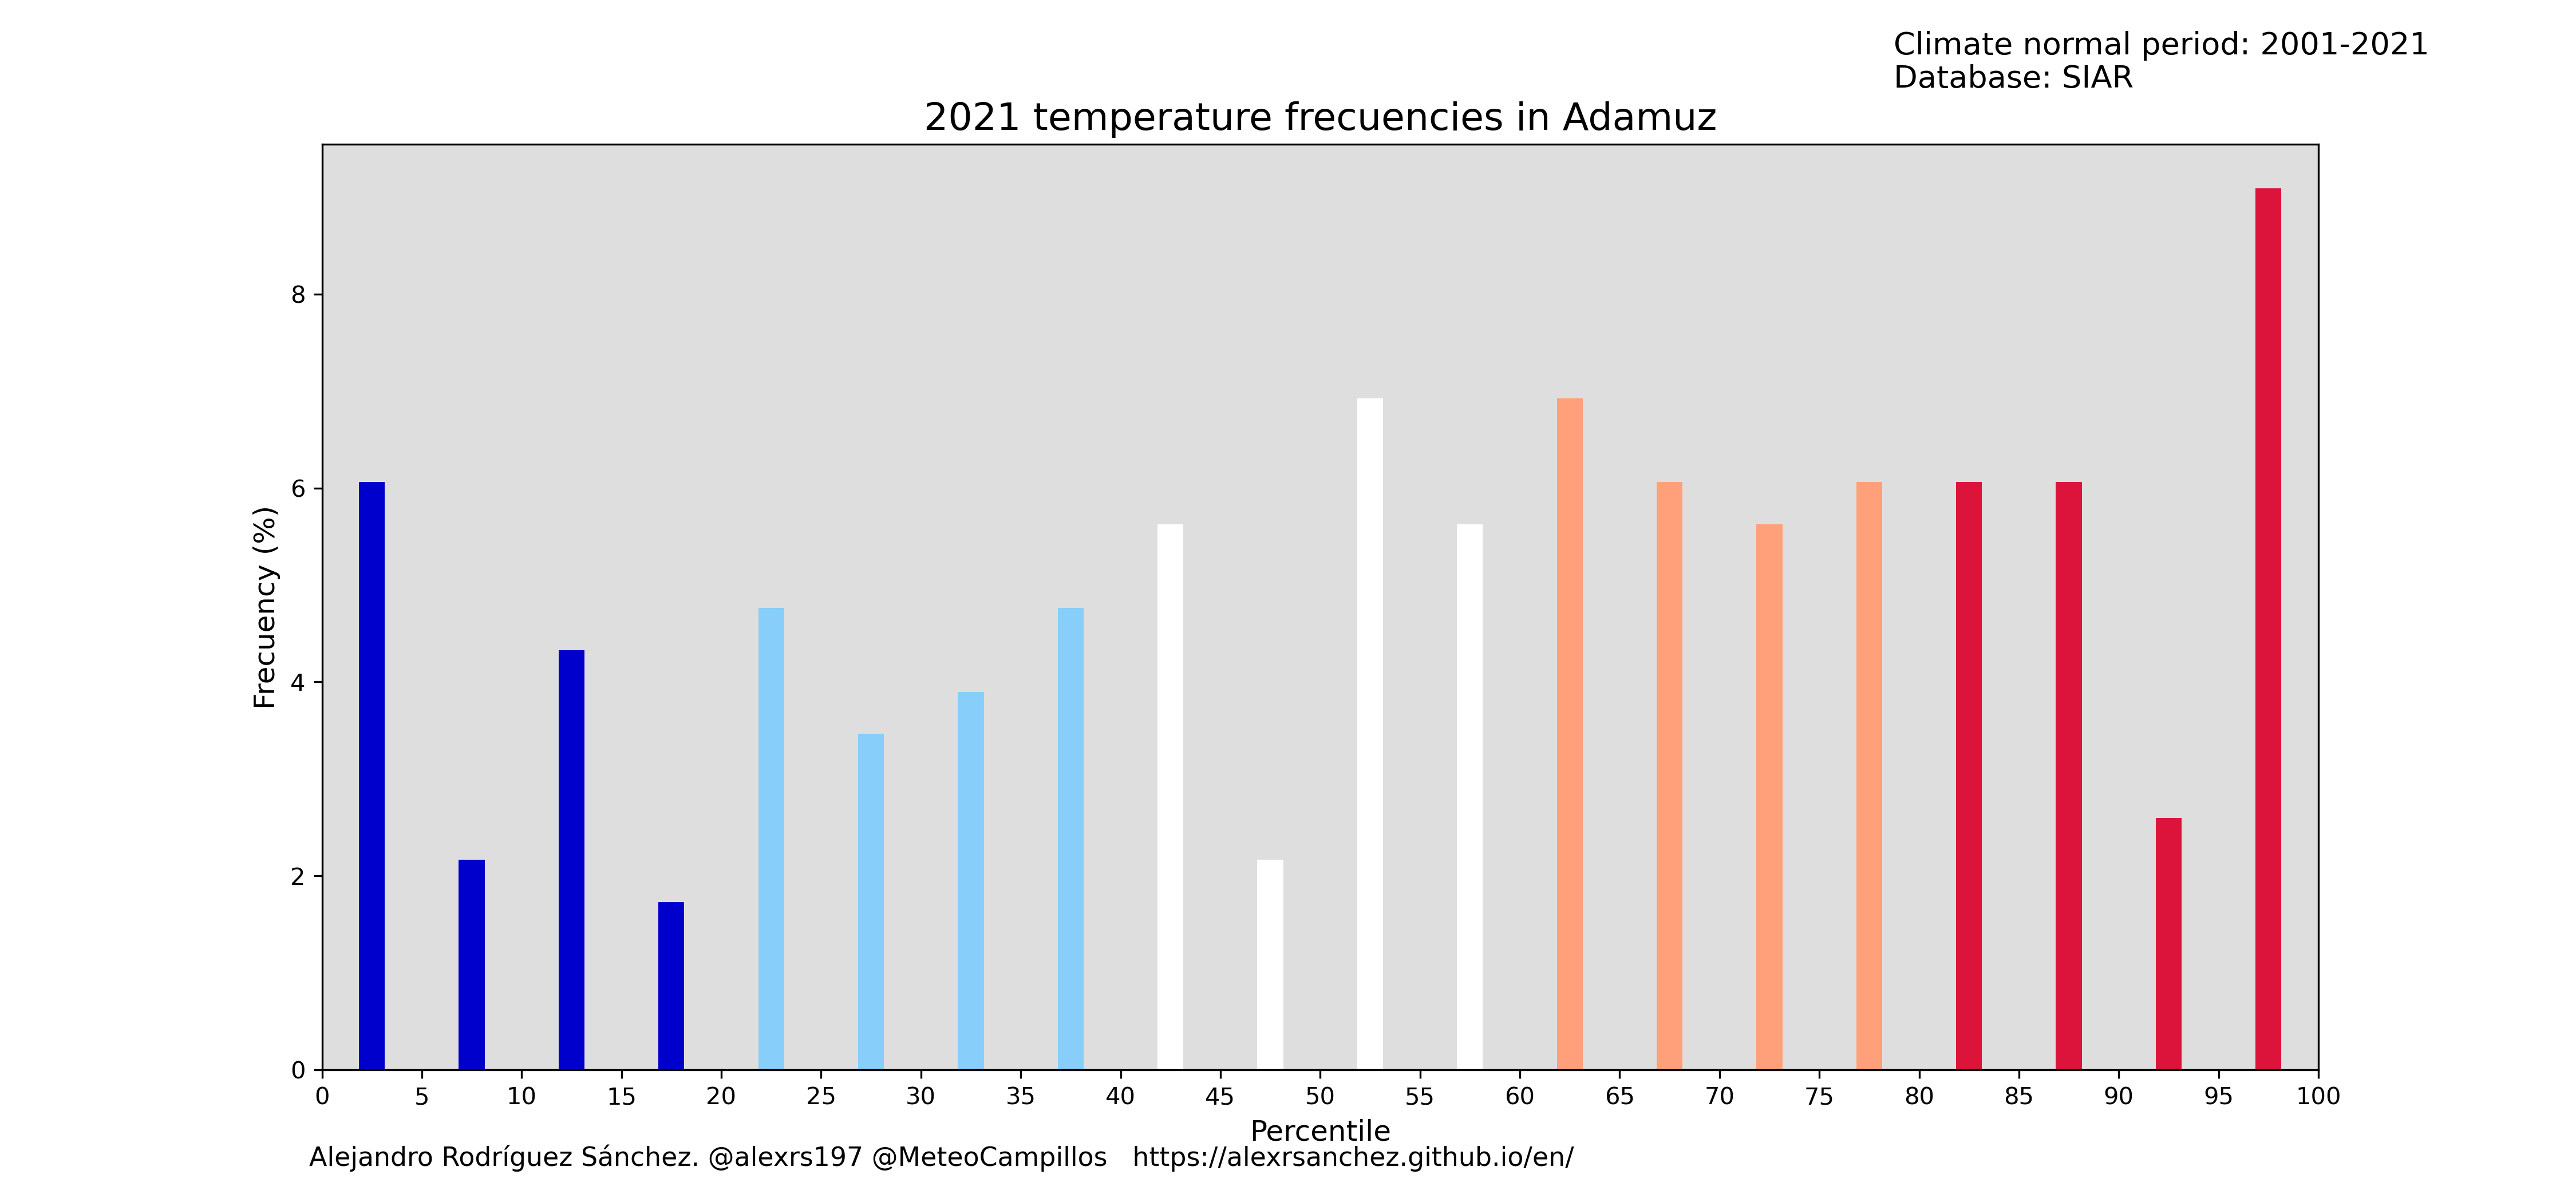 Climate normal period: 2001-2021
Database: SIAR
2021 temperature frecuencies in Adamuz
Frecuency (%)
8
6
4
2
0
0 5 10 15 20 25 30 35 40 45 50 55 60 65 70 75 80 85 90 95 100
Percentile
Alejandro Rodríguez Sánchez. @alexrs197 @MeteoCampillos https://alexrsanchez.github.io/en/